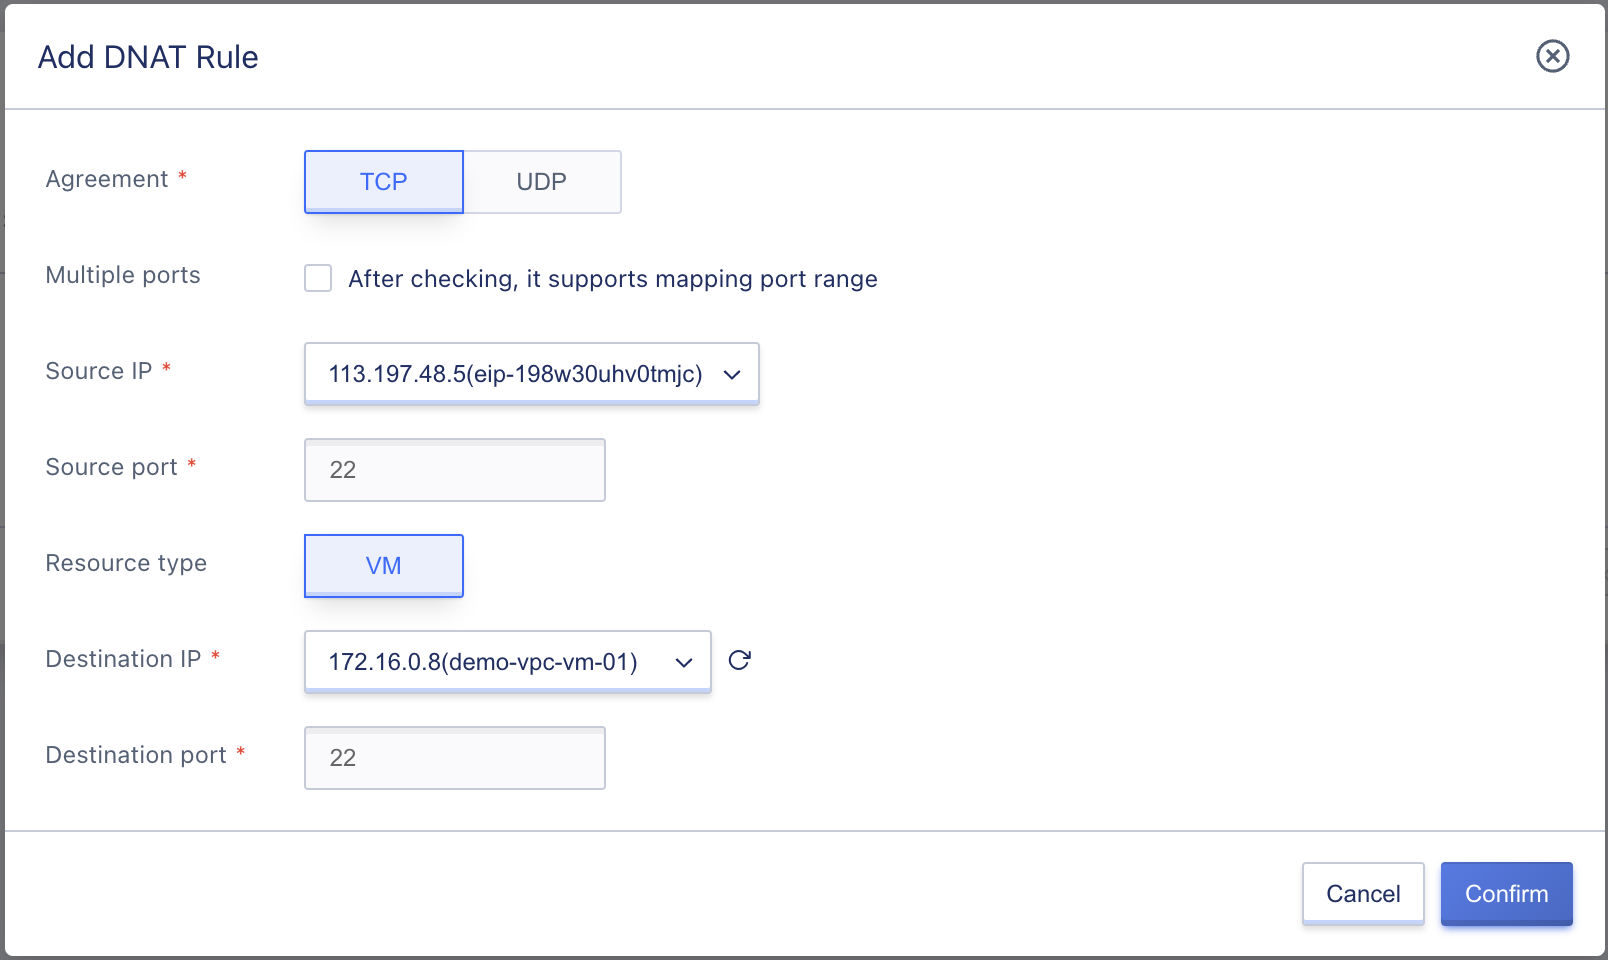 Add DNAT Rule
Agreement *
TCP
UDP
Multiple ports
After checking, it supports mapping port range
Source IP *
113.197.48.5(eip-198w30uhv0tmjc)
Source port *
22
Resource type
VM
Destination IP *
172.16.0.8(demo-vpc-vm-01)
Destination port *
22
Cancel
Confirm